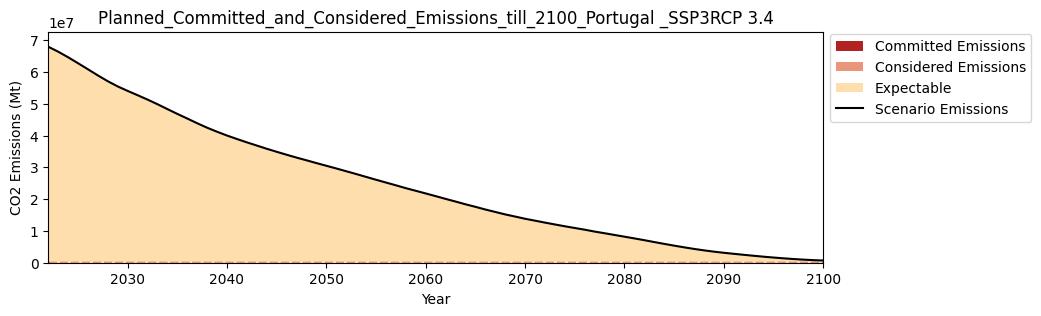 Planned_Committed_and_Considered_Emissions_till_2100_Portugal _SSP3RCP 3.4
1e7
7
6
5
4
3
2
1
0
CO2 Emissions (Mt)
2030 2040 2050 2060 2070 2080 2090 2100
Year
Committed Emissions
Considered Emissions
Expectable
Scenario Emissions